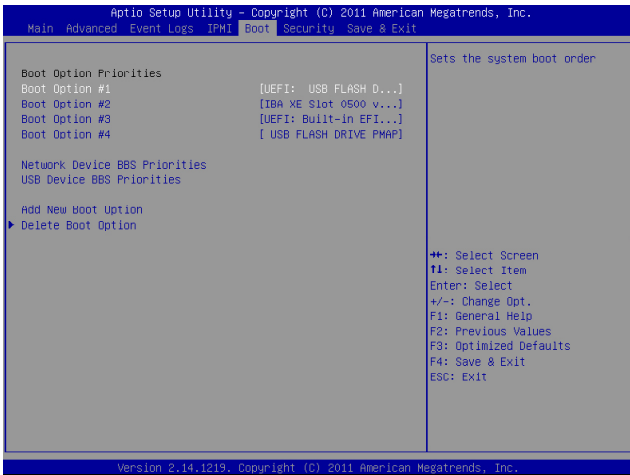 Aptio Setup Utility – Copyright (C) 2011 American Megatrends, Inc.
Main Advanced Event Logs IPMI Boot Security Save & Exit
Boot Option Priorities
Boot Option #1 [UEFI: USB FLASH D...]
Boot Option #2 [IBA XE Slot 0500 v...]
Boot Option #3 [UEFI: Built-in EFI...]
Boot Option #4 [ USB FLASH DRIVE PMAP]
Network Device BBS Priorities
USB Device BBS Priorities
Add New Boot Option
Delete Boot Option
Sets the system boot order
→←: Select Screen
↑↓: Select Item
Enter: Select
+/-: Change Opt.
F1: General Help
F2: Previous Values
F3: Optimized Defaults
F4: Save & Exit
ESC: Exit
Version 2.14.1219. Copyright (C) 2011 American Megatrends, Inc.